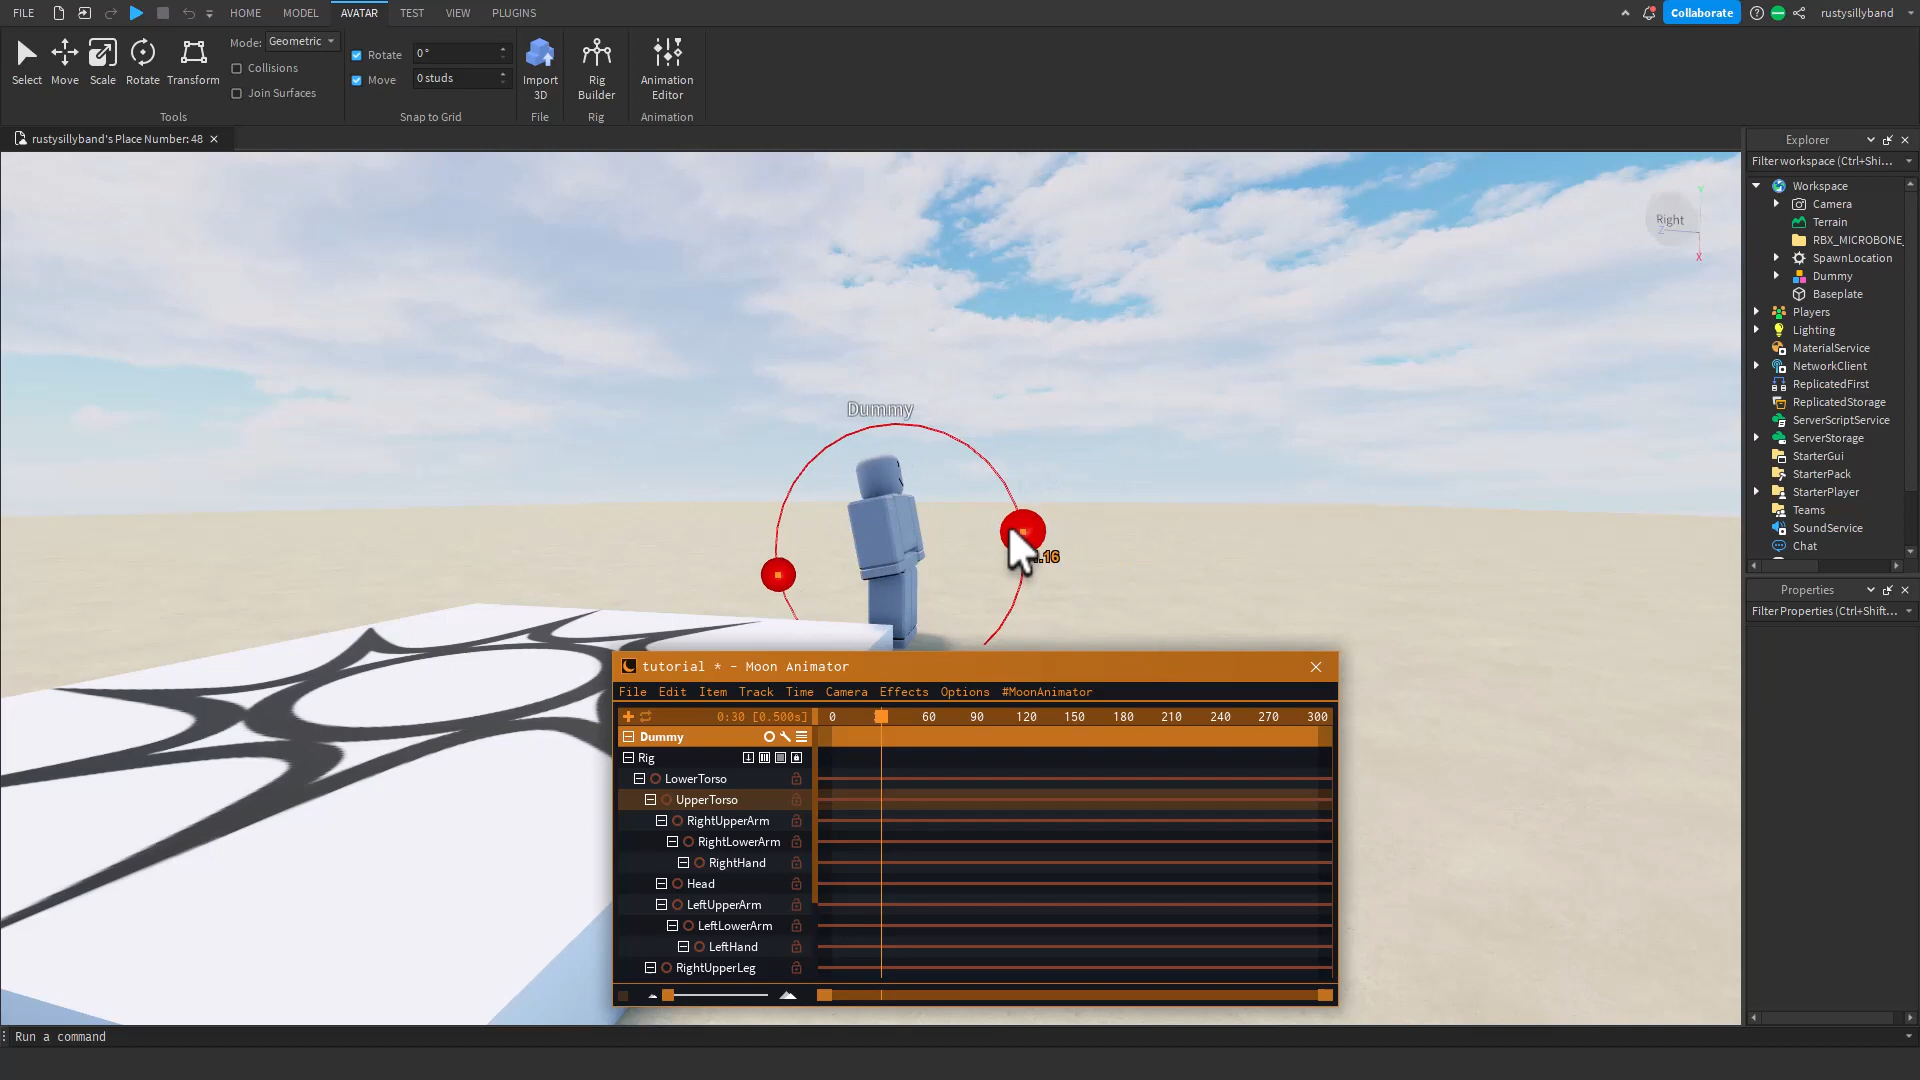 FILE HOME MODEL AVATAR TEST VIEW PLUGINS Collaborate rustysillyband
Select Move Scale Rotate Transform
Mode: Geometric
Collisions
Join Surfaces
Rotate 0 °
Move 0 studs
Import 3D
Rig Builder
Animation Editor
Tools Snap to Grid File Rig Animation
rustysillyband's Place Number: 48
Explorer
Filter workspace (Ctrl+Shi...
Workspace
Camera
Terrain
RBX_MICROBONE_
SpawnLocation
Dummy
Baseplate
Players
Lighting
MaterialService
NetworkClient
ReplicatedFirst
ReplicatedStorage
ServerScriptService
ServerStorage
StarterGui
StarterPack
StarterPlayer
Teams
SoundService
Chat
Properties
Filter Properties (Ctrl+Shift...
Y
Right
Z
X
Dummy
.16
tutorial * - Moon Animator
File Edit Item Track Time Camera Effects Options #MoonAnimator
0:30 [0.500s] 0 60 90 120 150 180 210 240 270 300
Dummy
Rig
LowerTorso
UpperTorso
RightUpperArm
RightLowerArm
RightHand
Head
LeftUpperArm
LeftLowerArm
LeftHand
RightUpperLeg
Run a command